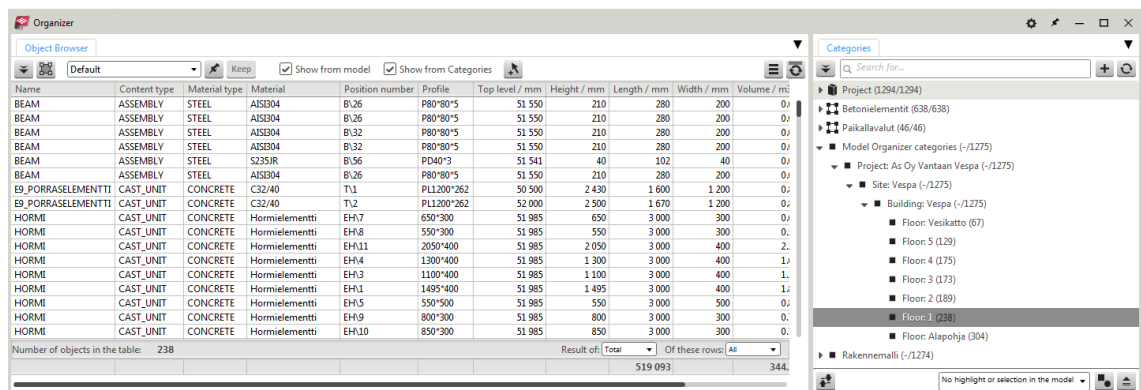 Organizer
Object Browser
Default Keep Show from model Show from Categories
Name Content type Material type Material Position number Profile Top level / mm Height / mm Length / mm Width / mm Volume / m3
BEAM ASSEMBLY STEEL AISI304 B\26 P80*80*5 51 550 210 280 200
BEAM ASSEMBLY STEEL AISI304 B\26 P80*80*5 51 550 210 280 200
BEAM ASSEMBLY STEEL AISI304 B\32 P80*80*5 51 550 210 280 200
BEAM ASSEMBLY STEEL AISI304 B\32 P80*80*5 51 550 210 280 200
BEAM ASSEMBLY STEEL S235JR B\56 PD40*3 51 541 40 102 40
BEAM ASSEMBLY STEEL AISI304 B\26 P80*80*5 51 550 210 280 200
E9_PORRASELEMENTTI CAST_UNIT CONCRETE C32/40 T\1 PL1200*262 50 500 2 430 1 600 1 200
E9_PORRASELEMENTTI CAST_UNIT CONCRETE C32/40 T\2 PL1200*262 52 000 2 500 1 670 1 200
HORMI CAST_UNIT CONCRETE Hormielementti EH\7 650*300 51 985 650 3 000 300
HORMI CAST_UNIT CONCRETE Hormielementti EH\8 550*300 51 985 550 3 000 300
HORMI CAST_UNIT CONCRETE Hormielementti EH\11 2050*400 51 985 2 050 3 000 400
HORMI CAST_UNIT CONCRETE Hormielementti EH\4 1300*400 51 985 1 300 3 000 400
HORMI CAST_UNIT CONCRETE Hormielementti EH\3 1100*400 51 985 1 100 3 000 400
HORMI CAST_UNIT CONCRETE Hormielementti EH\1 1495*400 51 985 1 495 3 000 400
HORMI CAST_UNIT CONCRETE Hormielementti EH\5 550*500 51 985 550 3 000 500
HORMI CAST_UNIT CONCRETE Hormielementti EH\9 800*300 51 985 800 3 000 300
HORMI CAST_UNIT CONCRETE Hormielementti EH\10 850*300 51 985 850 3 000 300
Number of objects in the table: 238 Result of: Total Of these rows: All
519 093 344.
Categories
Search for...
Project (1294/1294)
Betonielementit (638/638)
Paikallavalut (46/46)
Model Organizer categories (-/1275)
Project: As Oy Vantaan Vespa (-/1275)
Site: Vespa (-/1275)
Building: Vespa (-/1275)
Floor: Vesikatto (67)
Floor: 5 (129)
Floor: 4 (175)
Floor: 3 (173)
Floor: 2 (189)
Floor: 1 (238)
Floor: Alapohja (304)
Rakennemalli (-/1274)
No highlight or selection in the model